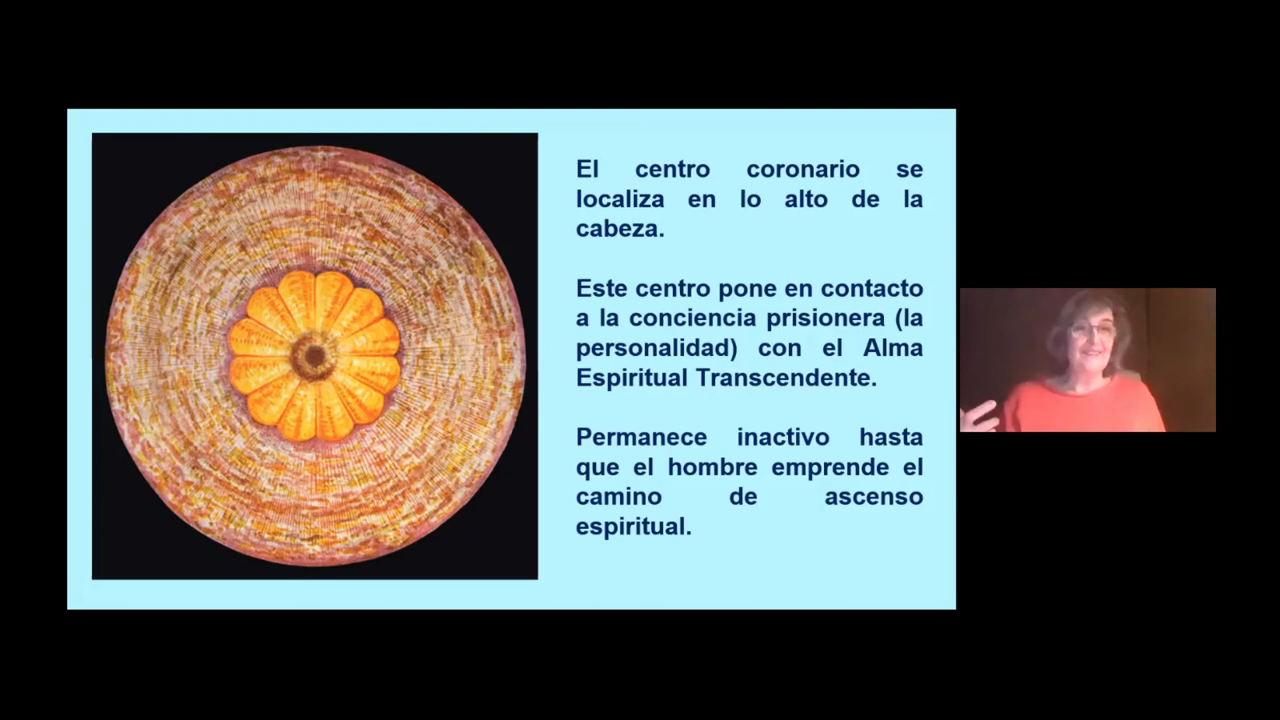 El centro coronario se
localiza en lo alto de la
cabeza.
Este centro pone en contacto
a la conciencia prisionera (la
personalidad) con el Alma
Espiritual Transcendente.
Permanece inactivo hasta
que el hombre emprende el
camino de ascenso
espiritual.